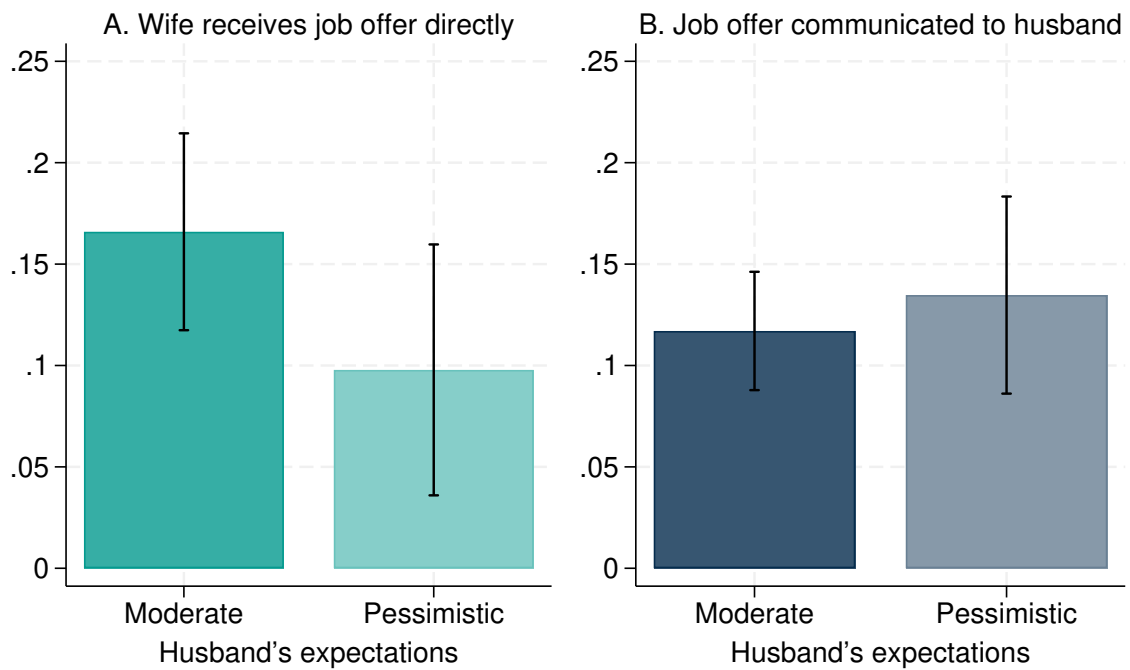 A. Wife receives job offer directly
.25
.2
.15
.1
.05
0
Moderate Pessimistic
Husband’s expectations
B. Job offer communicated to husband
.25
.2
.15
.1
.05
0
Moderate Pessimistic
Husband’s expectations